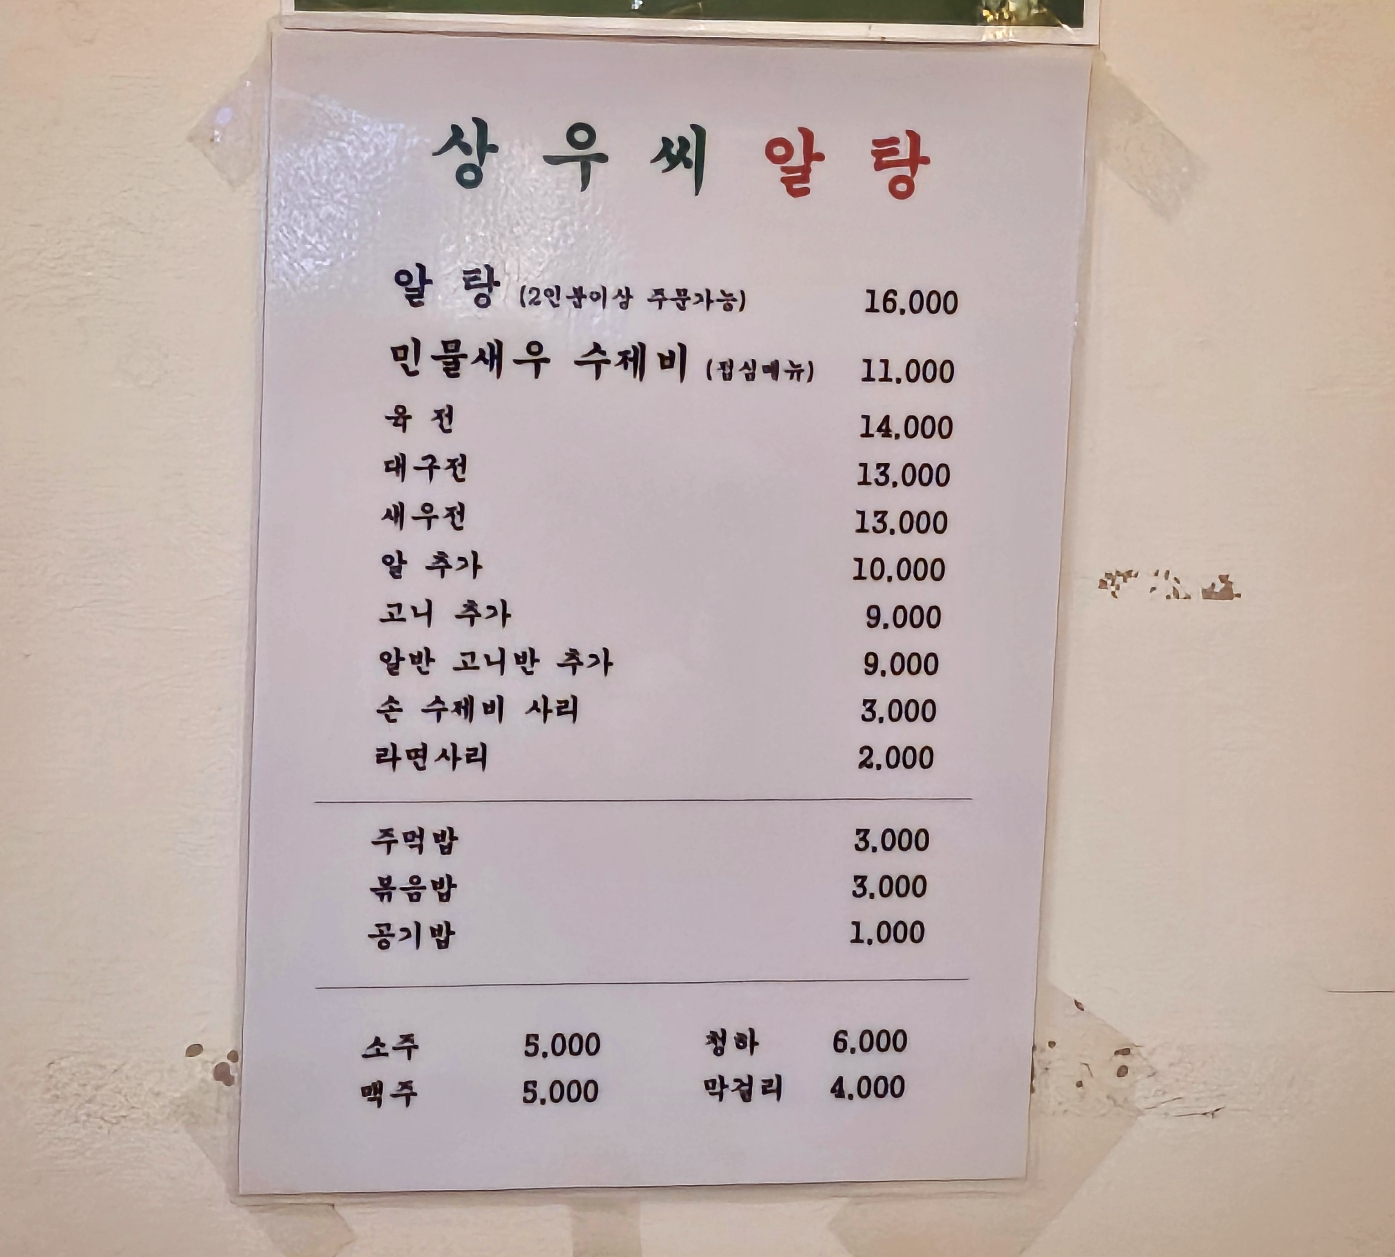 상우씨 알탕
알탕 (2인분이상 주문가능) 16,000
민물새우 수제비 (점심메뉴) 11,000
육전 14,000
대구전 13,000
새우전 13,000
알 추가 10,000
고니 추가 9,000
알반 고니반 추가 9,000
손 수제비 사리 3,000
라면사리 2,000
주먹밥 3,000
볶음밥 3,000
공기밥 1,000
소주 5,000 청하 6,000
맥주 5,000 막걸리 4,000